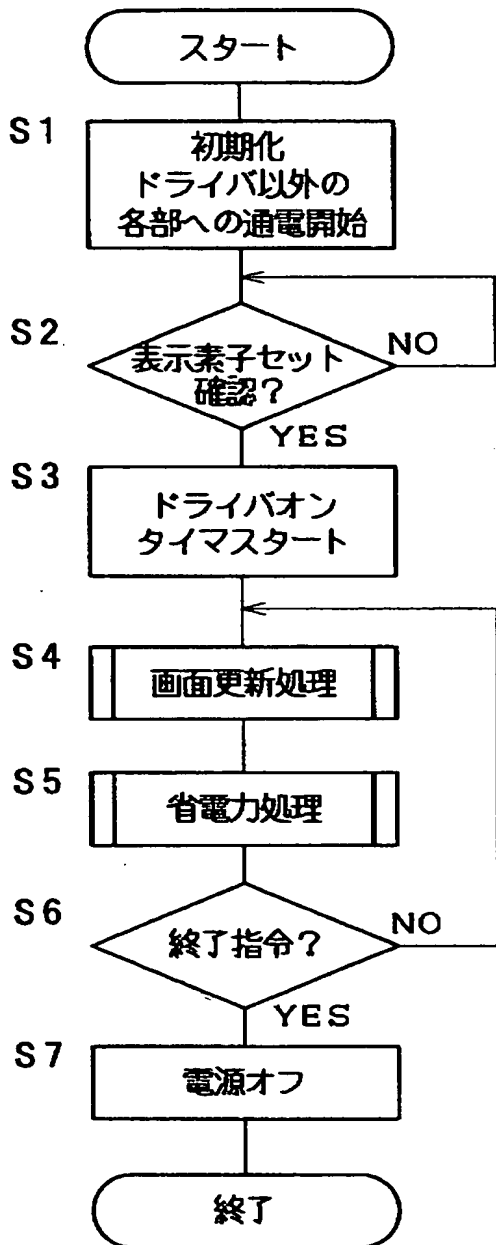 スタート
S1
初期化
ドライバ以外の
各部への通電開始
S2
表示素子セット
確認?
NO
YES
S3
ドライバオン
タイマスタート
S4
画面更新処理
S5
省電力処理
S6
終了指令?
NO
YES
S7
電源オフ
終了